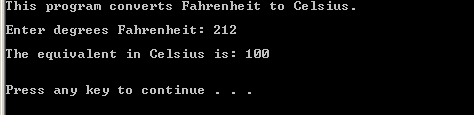 This program converts Fahrenheit to Celsius.
Enter degrees Fahrenheit: 212
The equivalent in Celsius is: 100
Press any key to continue . . .